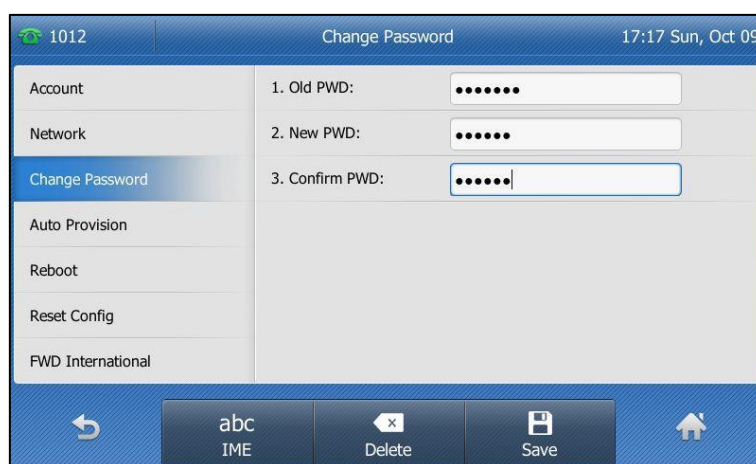 1012 Change Password 17:17 Sun, Oct 09
Account
Network
Change Password
Auto Provision
Reboot
Reset Config
FWD International
1. Old PWD: •••••••
2. New PWD: ••••••
3. Confirm PWD: ••••••
abc
IME
Delete
Save